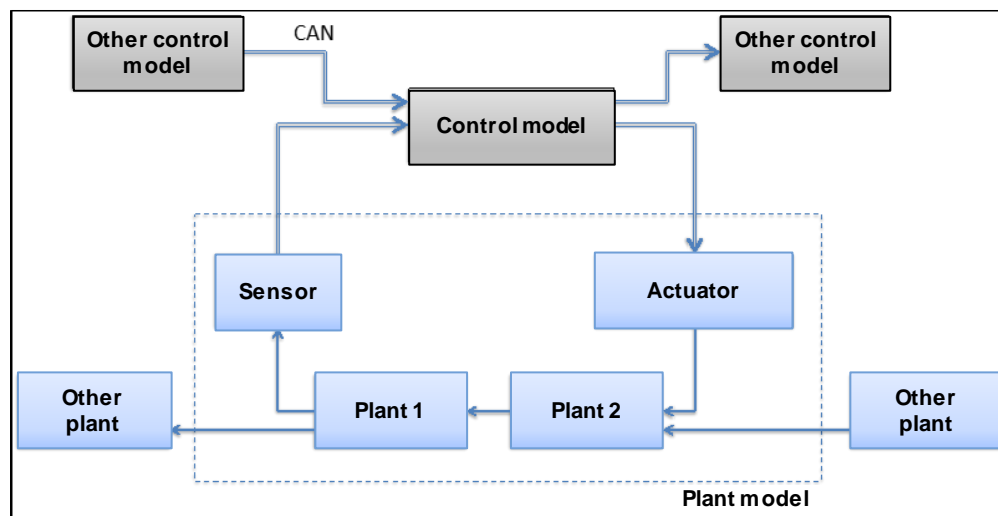 Other control
model
CAN
Other control
model
Control model
Sensor
Actuator
Other
plant
Plant 1
Plant 2
Other
plant
Plant model